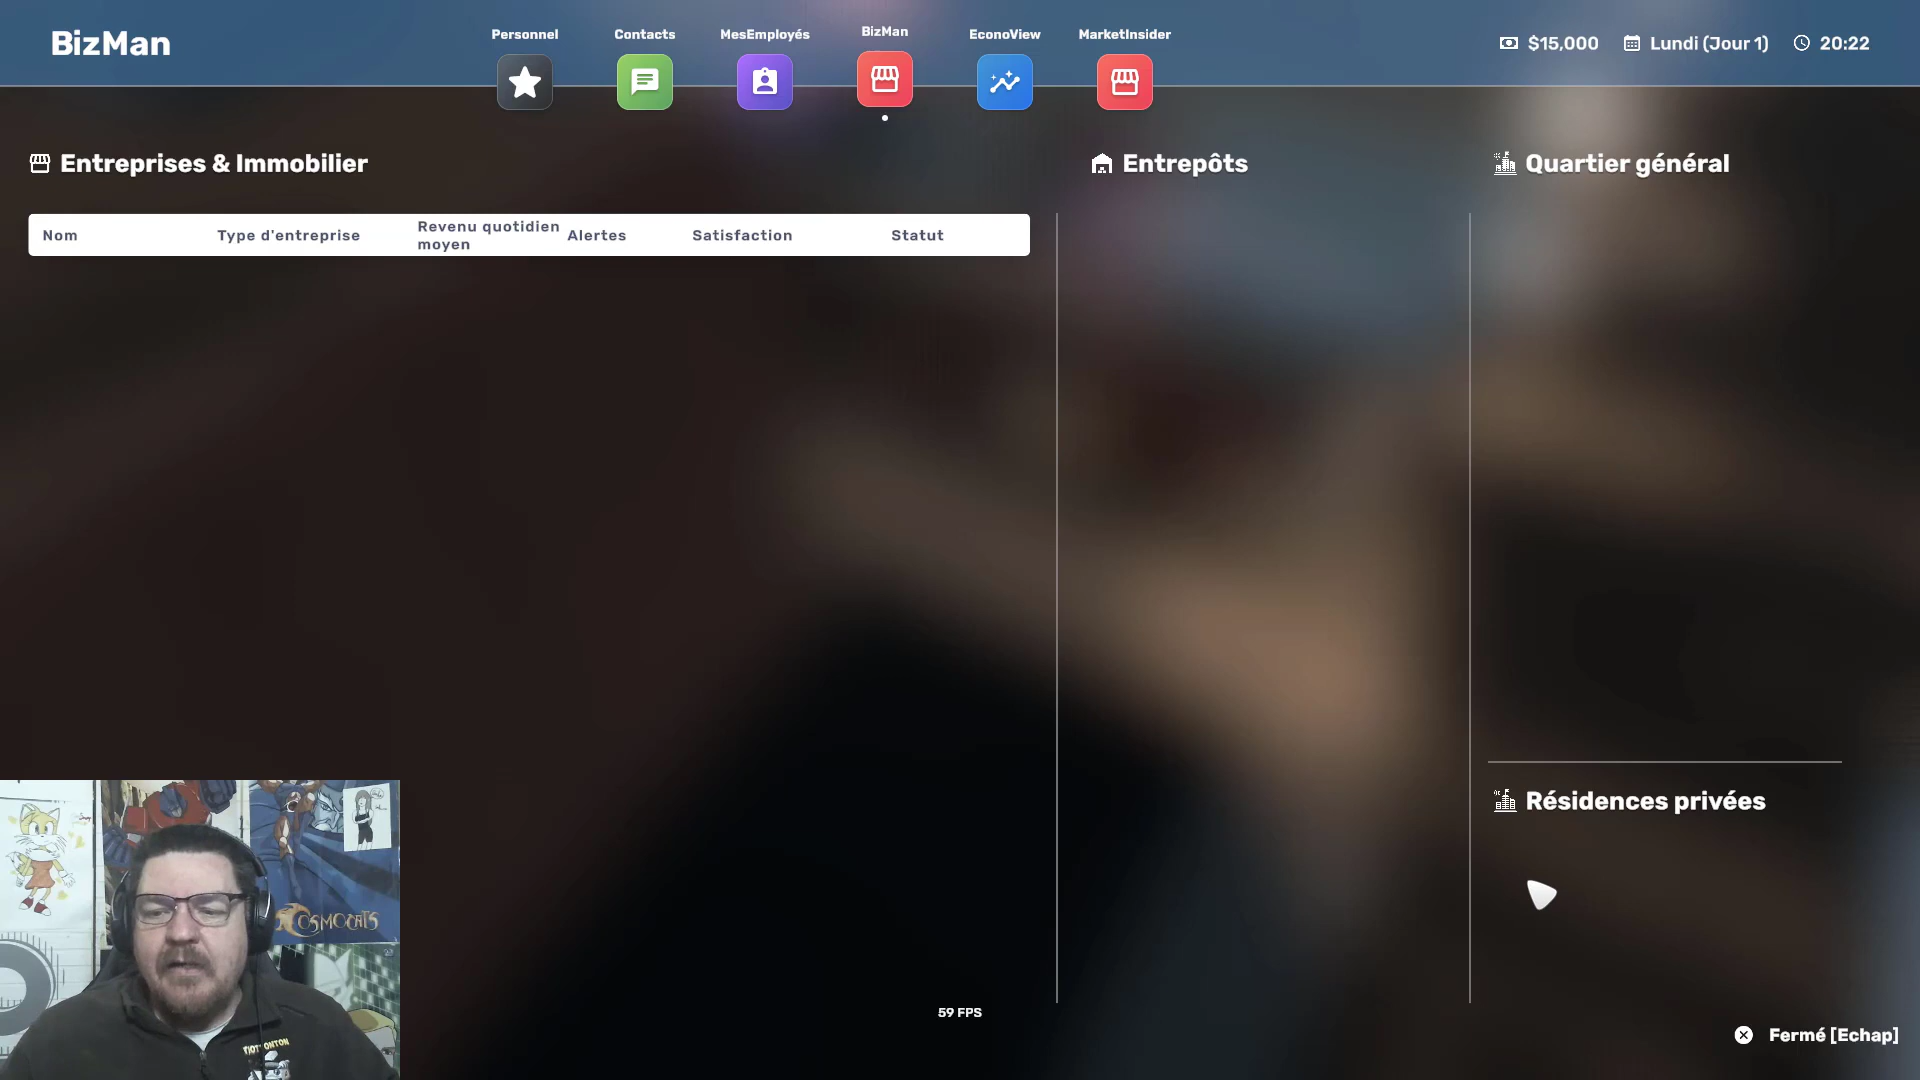 BizMan
Personnel
Contacts
MesEmployés
BizMan
EconoView
MarketInsider
$15,000
Lundi (Jour 1)
20:22
Entreprises & Immobilier
Entrepôts
Quartier général
Nom
Type d'entreprise
Revenu quotidien
moyen
Alertes
Satisfaction
Statut
Résidences privées
COSMOCATS
59 FPS
Fermé [Echap]